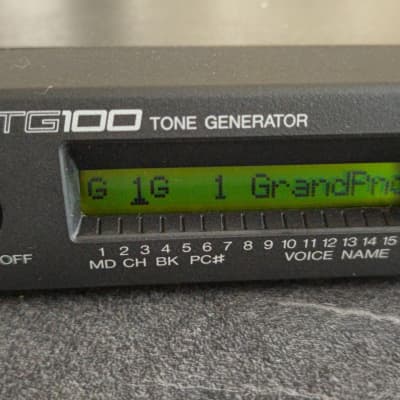 TG100 TONE GENERATOR
G 1G 1 GrandPno
1 2 3 4 5 6 7 8 9 10 11 12 13 14 15
OFF MD CH BK PC# VOICE NAME